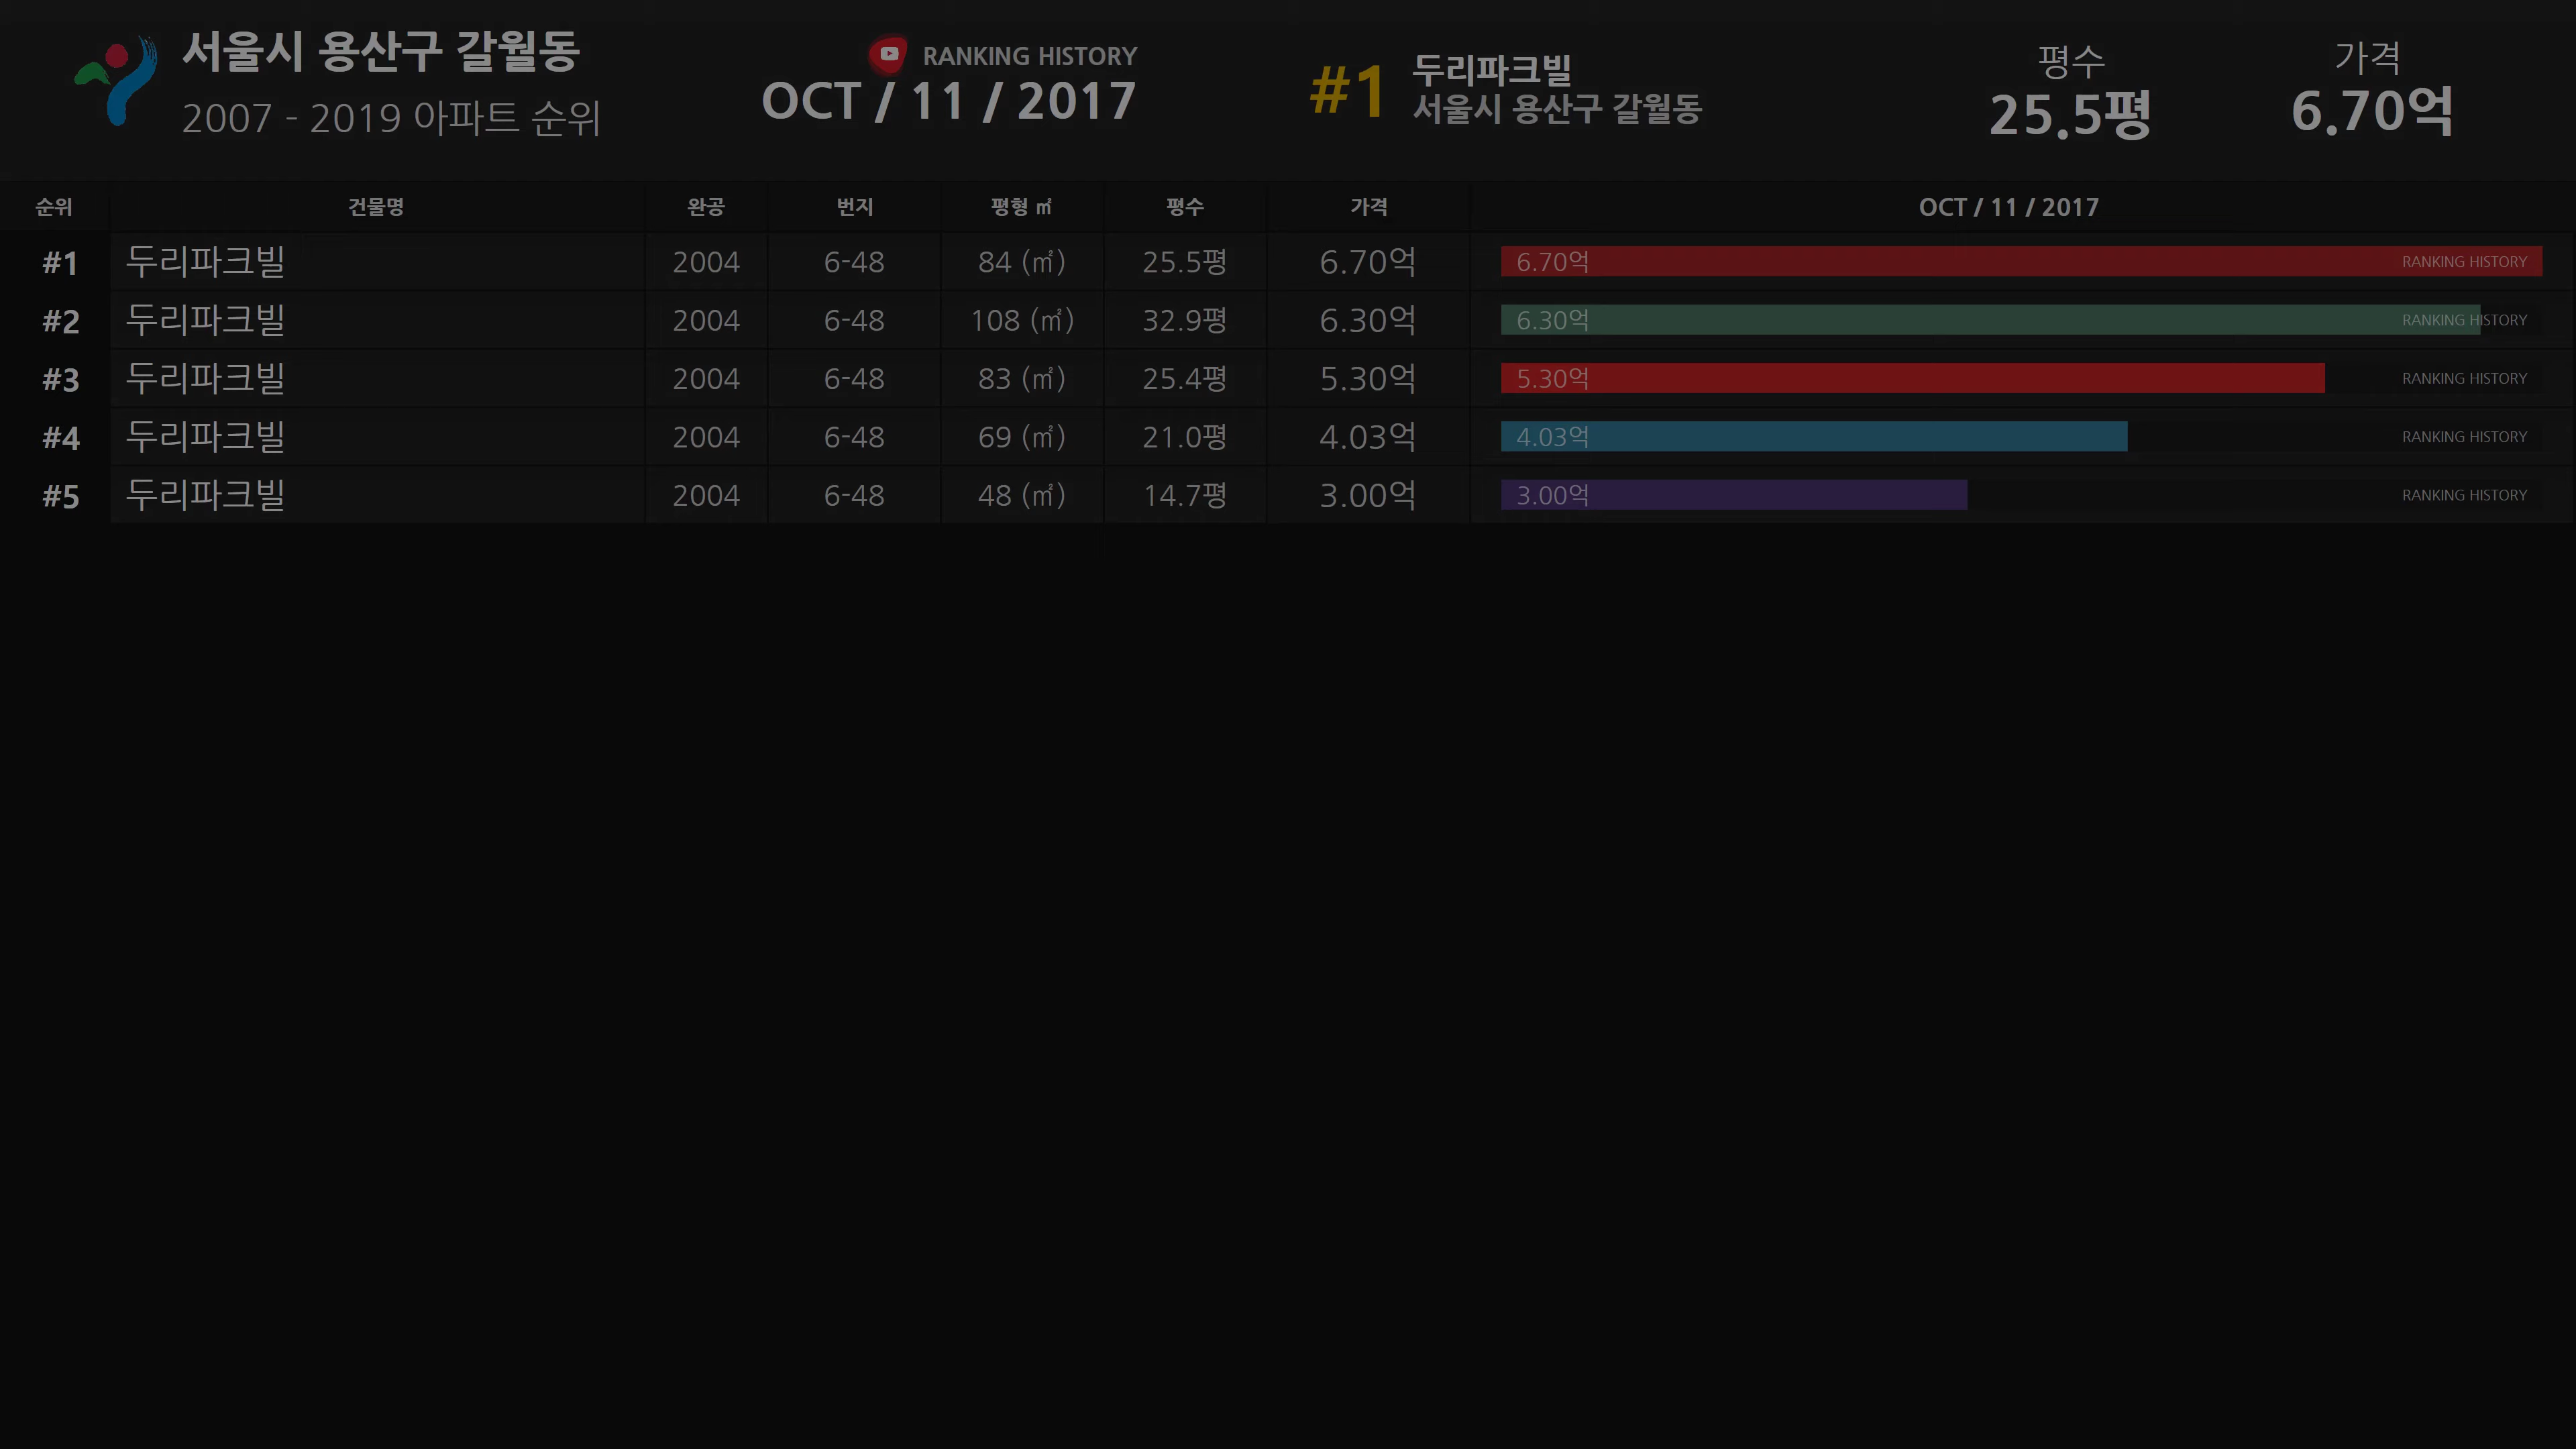 서울시 용산구 갈월동
2007 - 2019 아파트 순위
RANKING HISTORY
OCT / 11 / 2017
#1
두리파크빌
서울시 용산구 갈월동
평수
25.5평
가격
6.70억
순위 건물명 완공 번지 평형 ㎡ 평수 가격 OCT / 11 / 2017
#1 두리파크빌 2004 6-48 84 (㎡) 25.5평 6.70억 6.70억 RANKING HISTORY
#2 두리파크빌 2004 6-48 108 (㎡) 32.9평 6.30억 6.30억 RANKING HISTORY
#3 두리파크빌 2004 6-48 83 (㎡) 25.4평 5.30억 5.30억 RANKING HISTORY
#4 두리파크빌 2004 6-48 69 (㎡) 21.0평 4.03억 4.03억 RANKING HISTORY
#5 두리파크빌 2004 6-48 48 (㎡) 14.7평 3.00억 3.00억 RANKING HISTORY